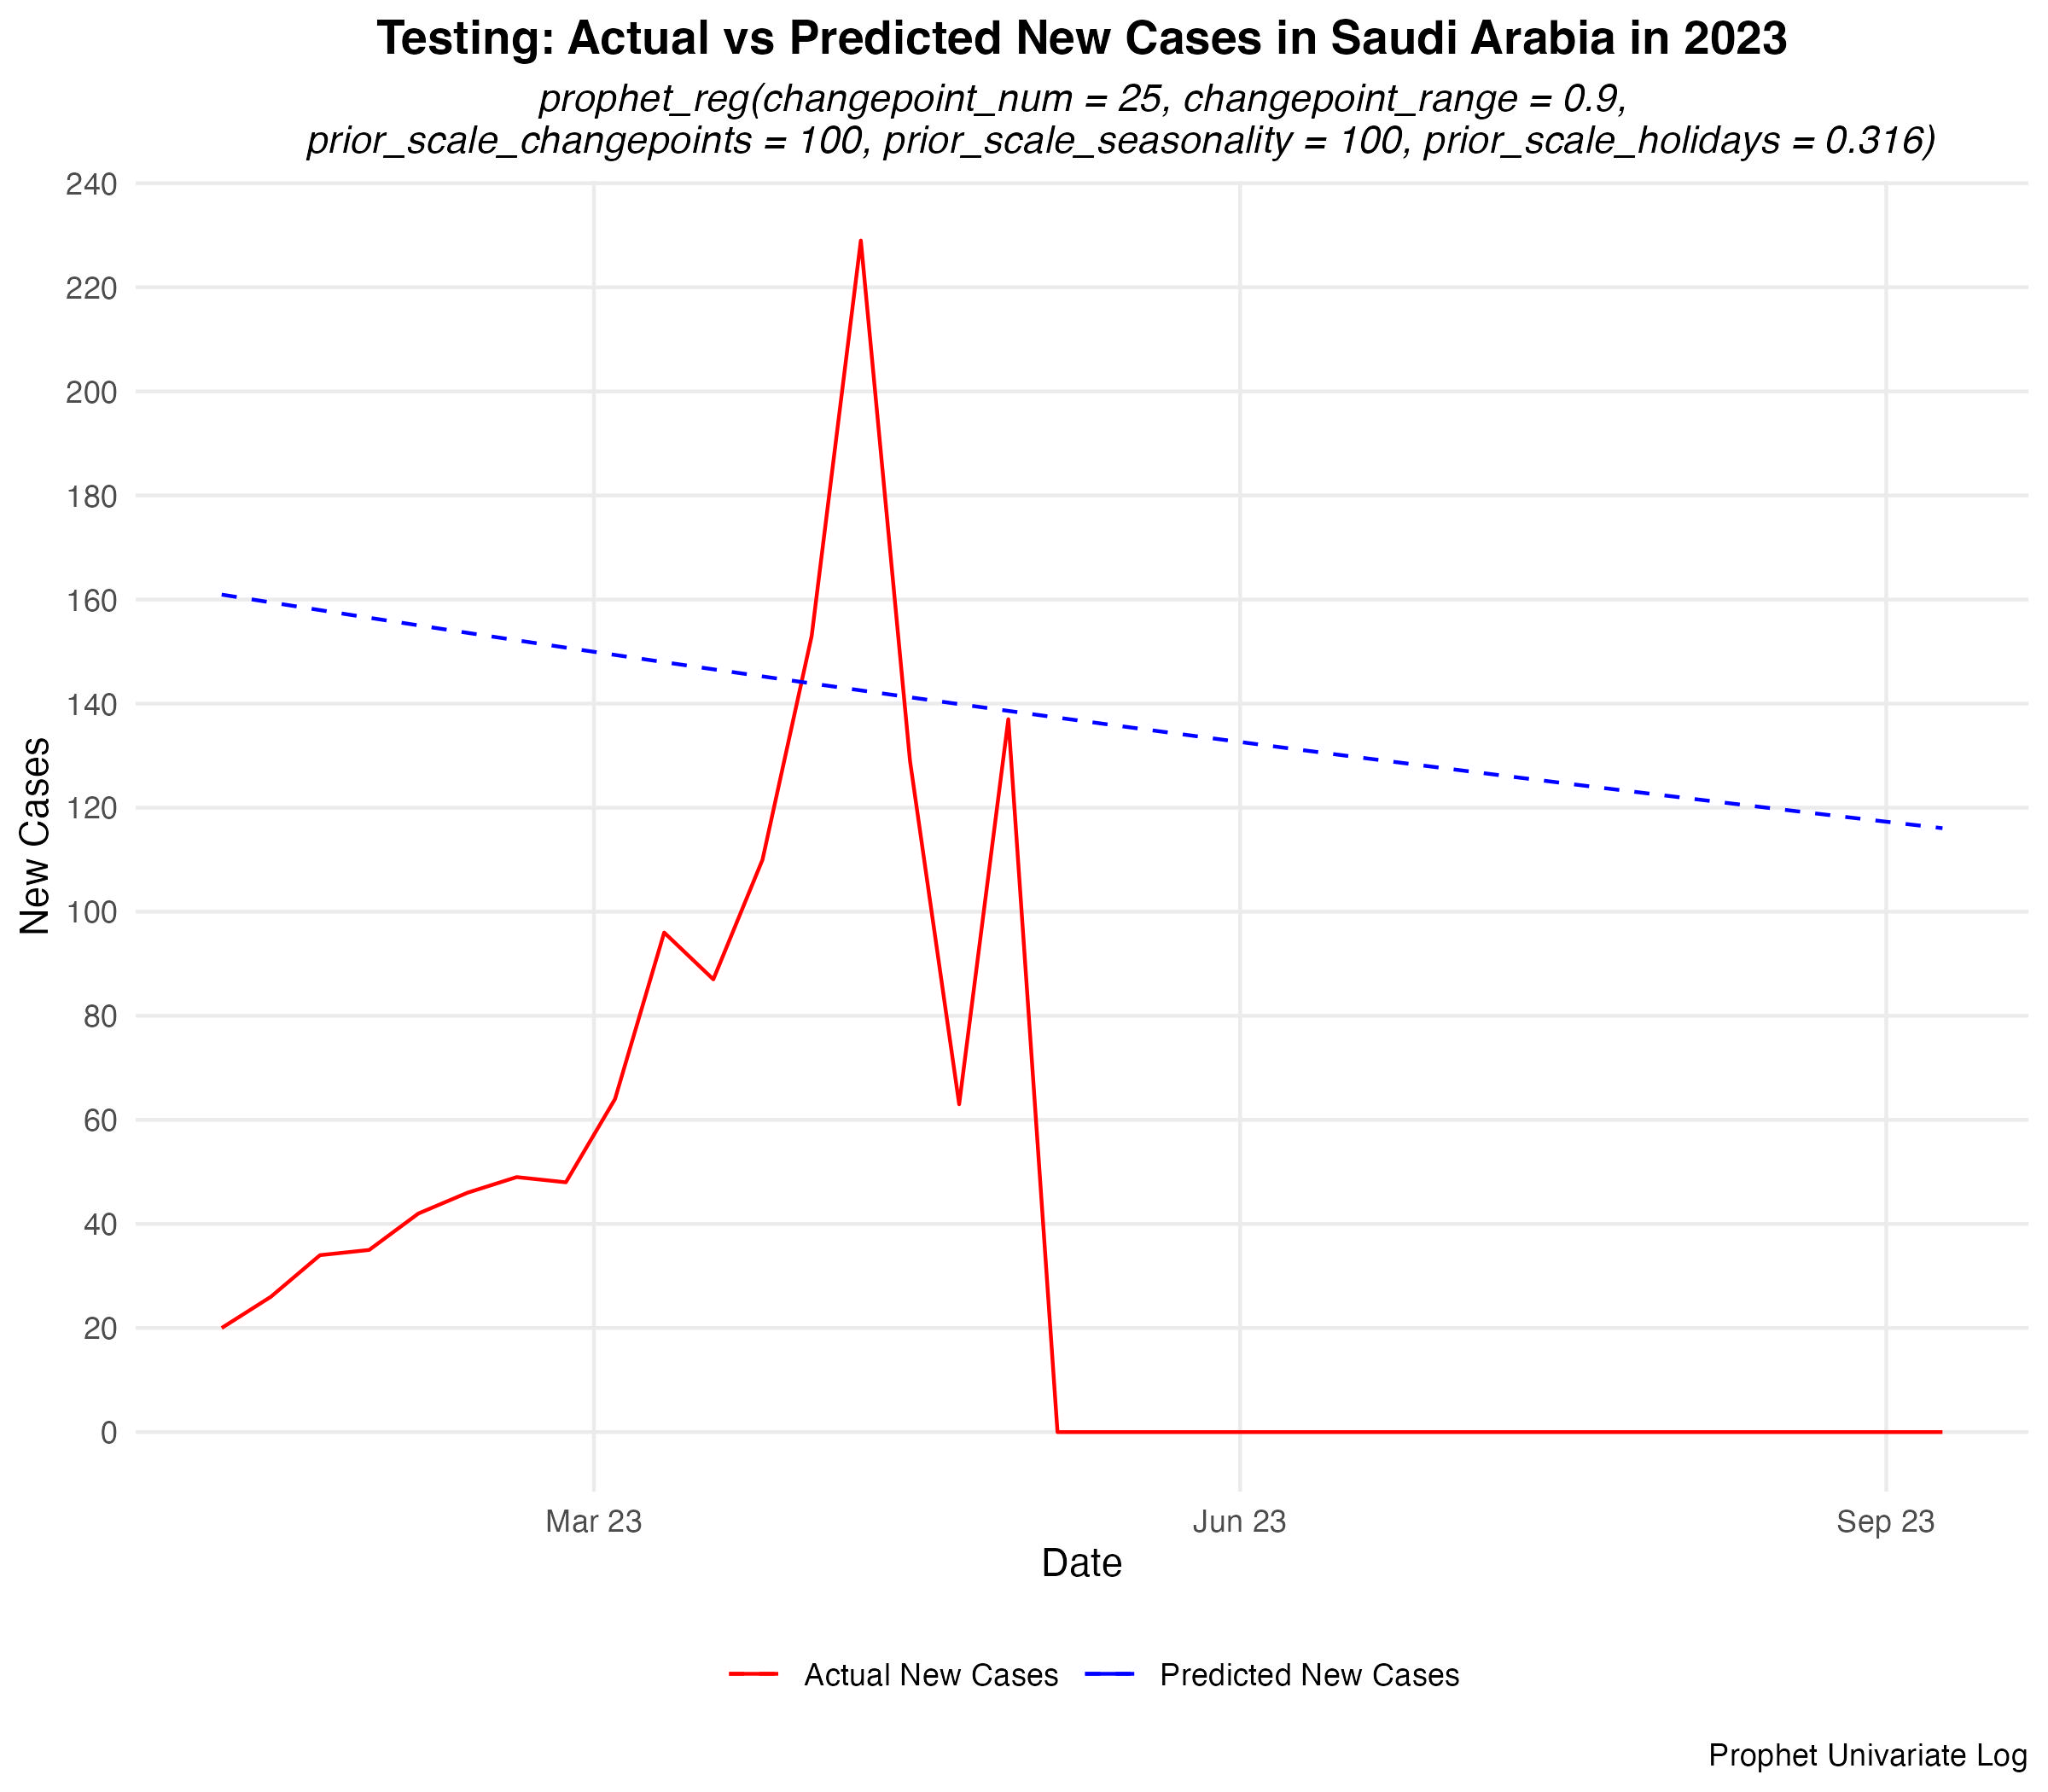 Testing: Actual vs Predicted New Cases in Saudi Arabia in 2023
prophet_reg(changepoint_num = 25, changepoint_range = 0.9,
prior_scale_changepoints = 100, prior_scale_seasonality = 100, prior_scale_holidays = 0.316)
240
220
200
180
160
140
120
100
80
60
40
20
0
New Cases
Mar 23
Jun 23
Sep 23
Date
Actual New Cases
Predicted New Cases
Prophet Univariate Log